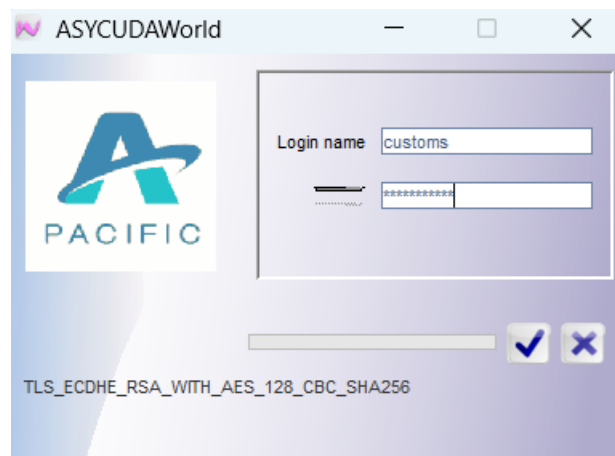 ASYCUDAWorld
Login name customs
***********
PACIFIC
TLS_ECDHE_RSA_WITH_AES_128_CBC_SHA256